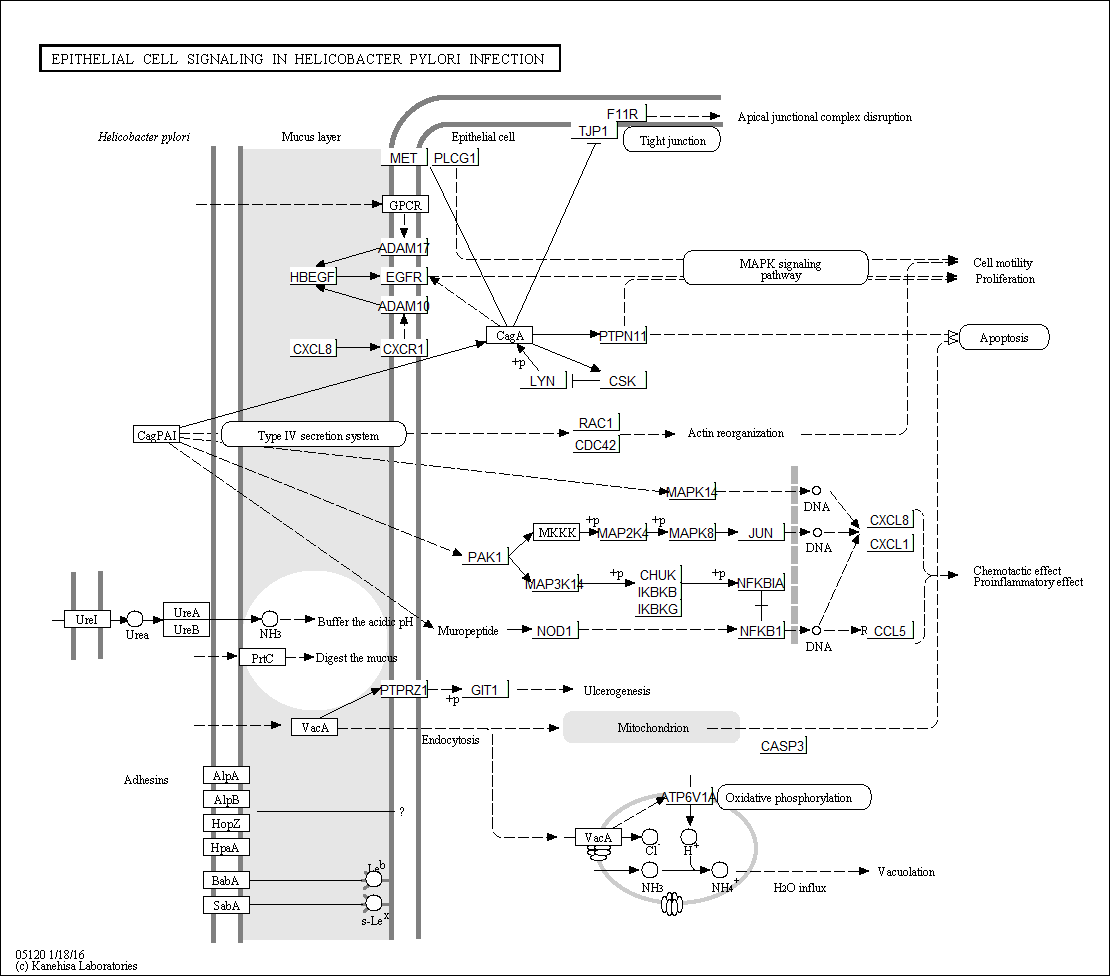 EPITHELIAL CELL SIGNALING IN HELICOBACTER PYLORI INFECTION
F11R
Apical junctional complex disruption
Helicobacter pylori
Mucus layer
Epithelial cell
TJP1
Tight junction
MET
PLCG1
GPCR
ADAM17
MAPK signaling
pathway
Cell motility
HBEGF
EGFR
Proliferation
ADAM10
CagA
PTPN11
Apoptosis
CXCL8
CXCR1
+p
LYN
CSK
CagPAI
Type IV secretion system
RAC1
CDC42
Actin reorganization
MAPK14
DNA
CXCL8
+p
+p
MKKK
MAP2K4
MAPK8
JUN
DNA
CXCL1
PAK1
MAP3K14
+p
CHUK
IKBKB
IKBKG
+p
NFKBIA
Chemotactic effect
Proinflammatory effect
UreI
Urea
UreA
UreB
NH3
Buffer the acidic pH
Muropeptide
NOD1
NFKB1
DNA
R
CCL5
PrtC
Digest the mucus
PTPRZ1
+p
GIT1
Ulcerogenesis
VacA
Endocytosis
Mitochondrion
CASP3
Adhesins
AlpA
AlpB
HopZ
HpaA
BabA
SabA
?
Le b
s-Le x
ATP6V1A
Oxidative phosphorylation
VacA
Cl-
H+
NH3
NH4+
H2O influx
Vacuolation
05120 1/18/16
(c) Kanehisa Laboratories